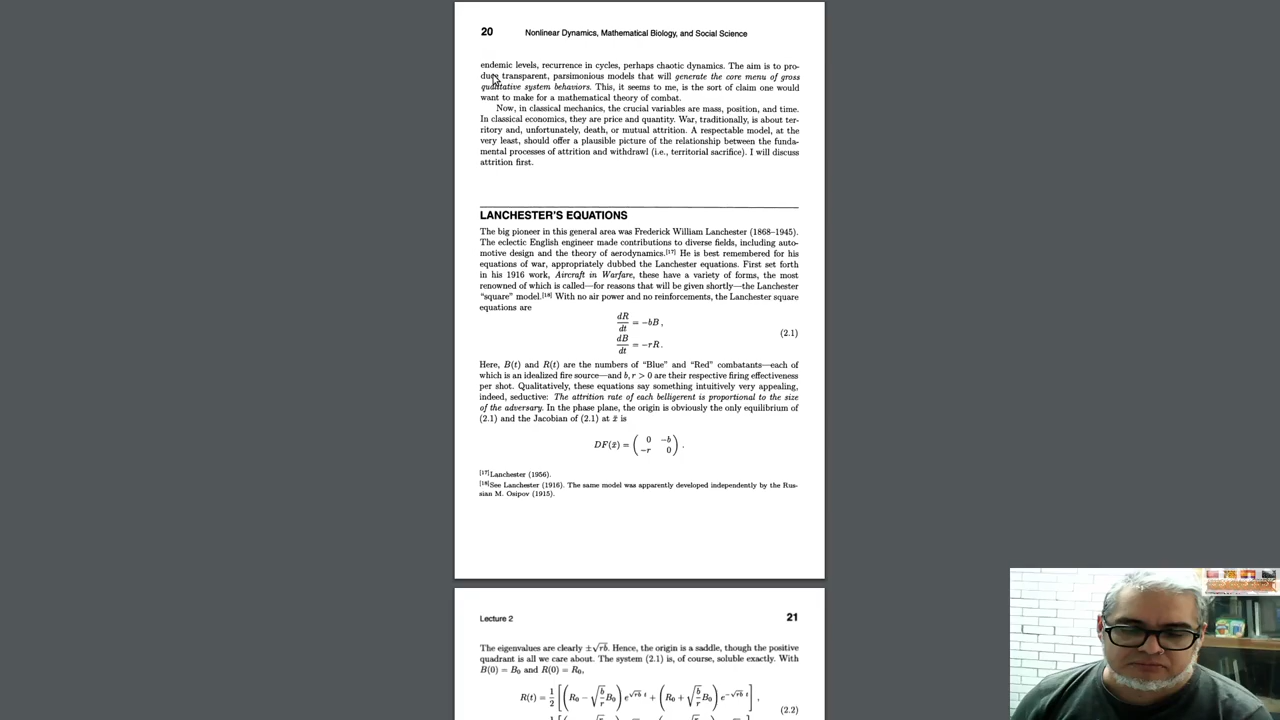 20 Nonlinear Dynamics, Mathematical Biology, and Social Science
endemic levels, recurrence in cycles, perhaps chaotic dynamics. The aim is to pro-
duce transparent, parsimonious models that will generate the core menu of gross
qualitative system behaviors. This, it seems to me, is the sort of claim one would
want to make for a mathematical theory of combat.
Now, in classical mechanics, the crucial variables are mass, position, and time.
In classical economics, they are price and quantity. War, traditionally, is about ter-
ritory and, unfortunately, death, or mutual attrition. A respectable model, at the
very least, should offer a plausible picture of the relationship between the funda-
mental processes of attrition and withdrawl (i.e., territorial sacrifice). I will discuss
attrition first.
LANCHESTER'S EQUATIONS
The big pioneer in this general area was Frederick William Lanchester (1868–1945).
The eclectic English engineer made contributions to diverse fields, including auto-
motive design and the theory of aerodynamics.[17] He is best remembered for his
equations of war, appropriately dubbed the Lanchester equations. First set forth
in his 1916 work, Aircraft in Warfare, these have a variety of forms, the most
renowned of which is called—for reasons that will be given shortly—the Lanchester
“square” model.[18] With no air power and no reinforcements, the Lanchester square
equations are
dR/dt = −bB,
(2.1)
dB/dt = −rR.
Here, B(t) and R(t) are the numbers of “Blue” and “Red” combatants—each of
which is an idealized fire source—and b, r > 0 are their respective firing effectiveness
per shot. Qualitatively, these equations say something intuitively very appealing,
indeed, seductive: The attrition rate of each belligerent is proportional to the size
of the adversary. In the phase plane, the origin is obviously the only equilibrium of
(2.1) and the Jacobian of (2.1) at x̄ is
DF(x̄) = ( 0 −b
−r 0 ) .
[17]Lanchester (1956).
[18]See Lanchester (1916). The same model was apparently developed independently by the Rus-
sian M. Osipov (1915).
Lecture 2 21
The eigenvalues are clearly ±√rb. Hence, the origin is a saddle, though the positive
quadrant is all we care about. The system (2.1) is, of course, soluble exactly. With
B(0) = B₀ and R(0) = R₀,
R(t) = 1/2 [(R₀ − √(b/r) B₀) e^(√rb t) + (R₀ + √(b/r) B₀) e^(−√rb t)] ,
(2.2)